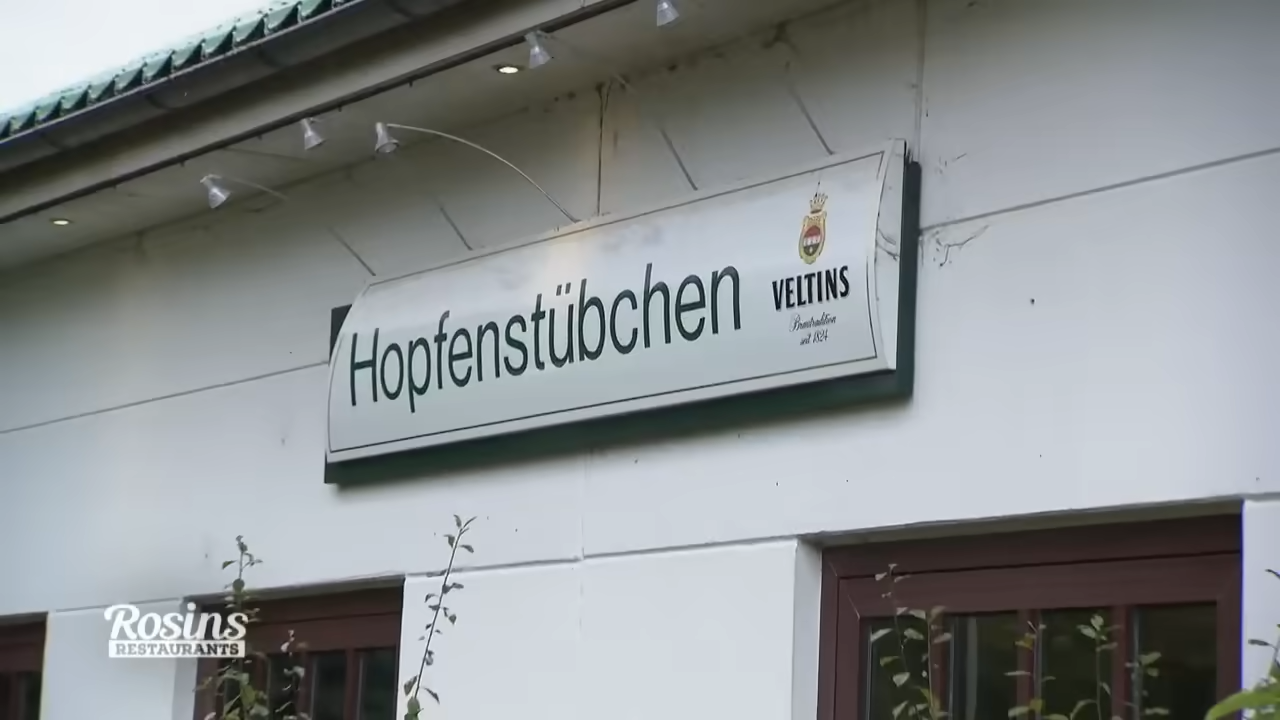 Hopfenstübchen
VELTINS
Brautradition
seit 1824
Rosins
RESTAURANTS